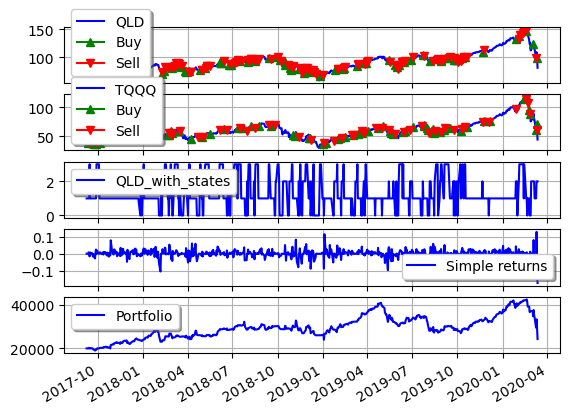 QLD
Buy
Sell
150
100
TQQQ
Buy
Sell
100
50
QLD_with_states
2
0
0.1
0.0
−0.1
Simple returns
Portfolio
40000
20000
2017-10 2018-01 2018-04 2018-07 2018-10 2019-01 2019-04 2019-07 2019-10 2020-01 2020-04